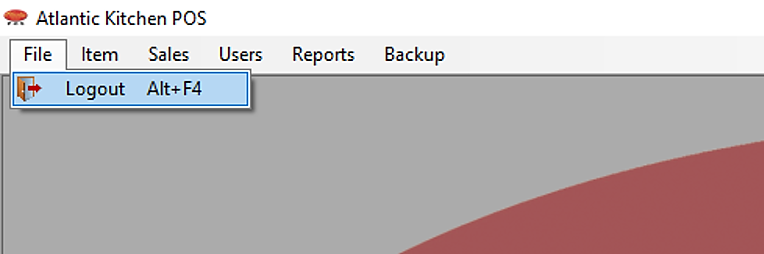 Atlantic Kitchen POS
File Item Sales Users Reports Backup
Logout Alt+F4